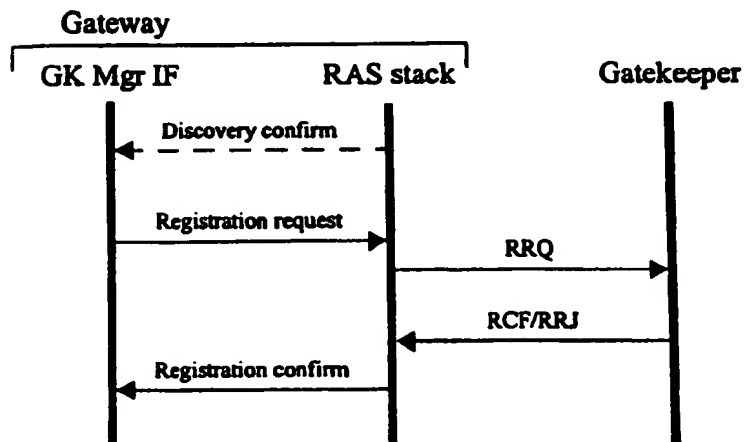 Gateway
GK Mgr IF
RAS stack
Gatekeeper
Discovery confirm
Registration request
RRQ
RCF/RRJ
Registration confirm